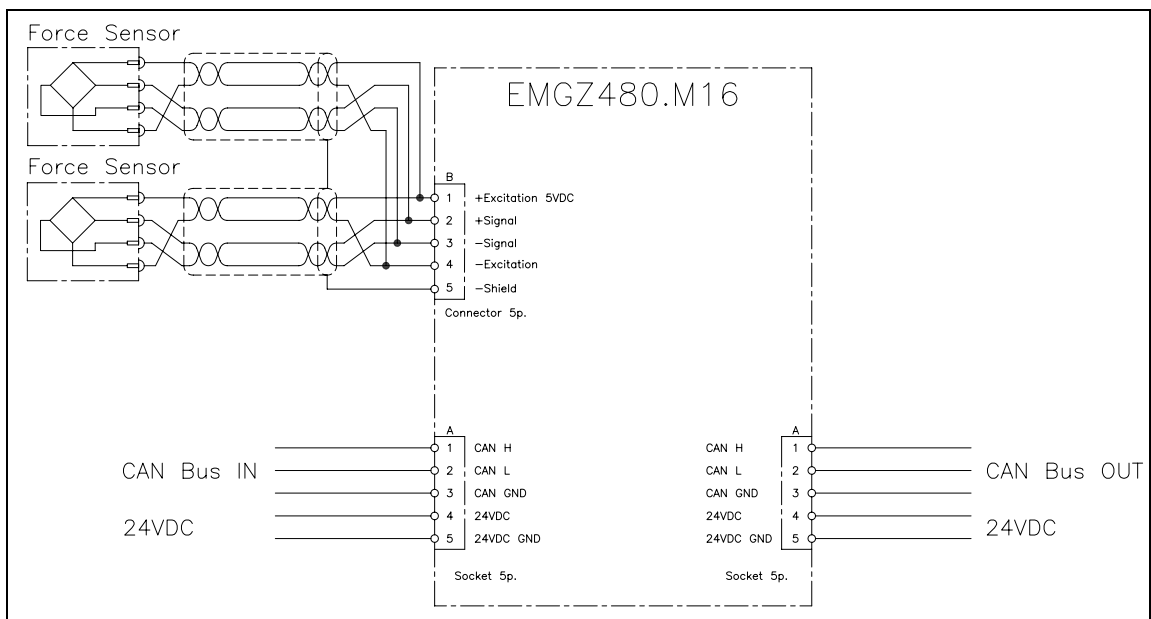 Force Sensor
EMGZ480.M16
Force Sensor
B
1 +Excitation 5VDC
2 +Signal
3 –Signal
4 –Excitation
5 –Shield
Connector 5p.
CAN Bus IN
24VDC
A
1 CAN H
2 CAN L
3 CAN GND
4 24VDC
5 24VDC GND
Socket 5p.
A
CAN H 1
CAN L 2
CAN GND 3
24VDC 4
24VDC GND 5
Socket 5p.
CAN Bus OUT
24VDC